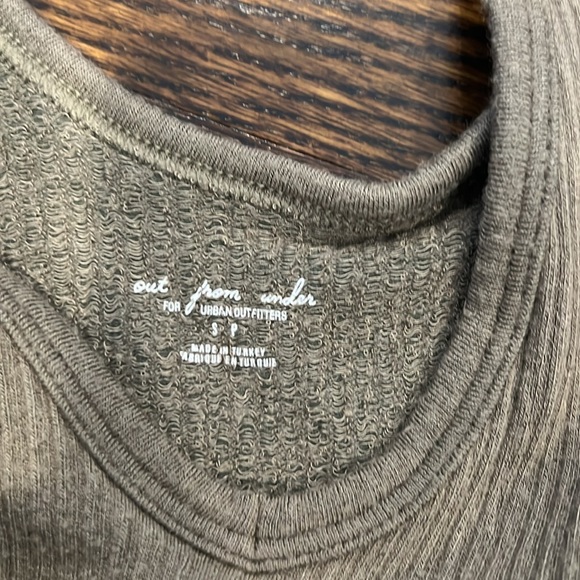 out from under
FOR URBAN OUTFITTERS
S P
MADE IN TURKEY
FABRIQUÉ EN TURQUIE